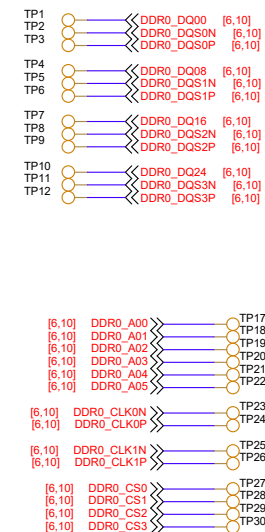 TP1 DDR0_DQ00 [6,10]
TP2 DDR0_DQS0N [6,10]
TP3 DDR0_DQS0P [6,10]
TP4 DDR0_DQ08 [6,10]
TP5 DDR0_DQS1N [6,10]
TP6 DDR0_DQS1P [6,10]
TP7 DDR0_DQ16 [6,10]
TP8 DDR0_DQS2N [6,10]
TP9 DDR0_DQS2P [6,10]
TP10 DDR0_DQ24 [6,10]
TP11 DDR0_DQS3N [6,10]
TP12 DDR0_DQS3P [6,10]
[6,10] DDR0_A00 TP17
[6,10] DDR0_A01 TP18
[6,10] DDR0_A02 TP19
[6,10] DDR0_A03 TP20
[6,10] DDR0_A04 TP21
[6,10] DDR0_A05 TP22
[6,10] DDR0_CLK0N TP23
[6,10] DDR0_CLK0P TP24
[6,10] DDR0_CLK1N TP25
[6,10] DDR0_CLK1P TP26
[6,10] DDR0_CS0 TP27
[6,10] DDR0_CS1 TP28
[6,10] DDR0_CS2 TP29
[6,10] DDR0_CS3 TP30